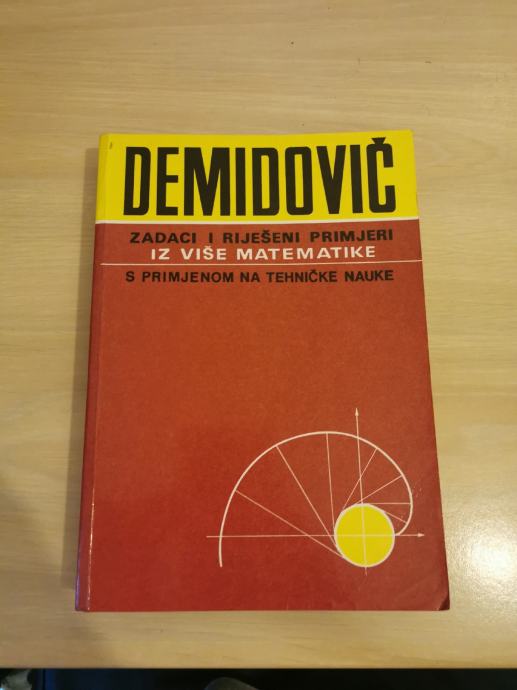 DEMIDOVIČ
ZADACI I RIJEŠENI PRIMJERI
IZ VIŠE MATEMATIKE
S PRIMJENOM NA TEHNIČKE NAUKE